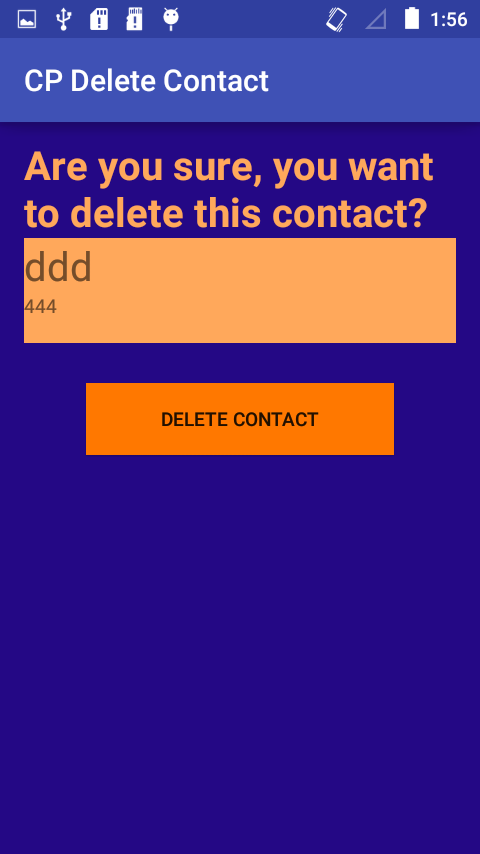 1:56
CP Delete Contact
Are you sure, you want
to delete this contact?
ddd
444
DELETE CONTACT